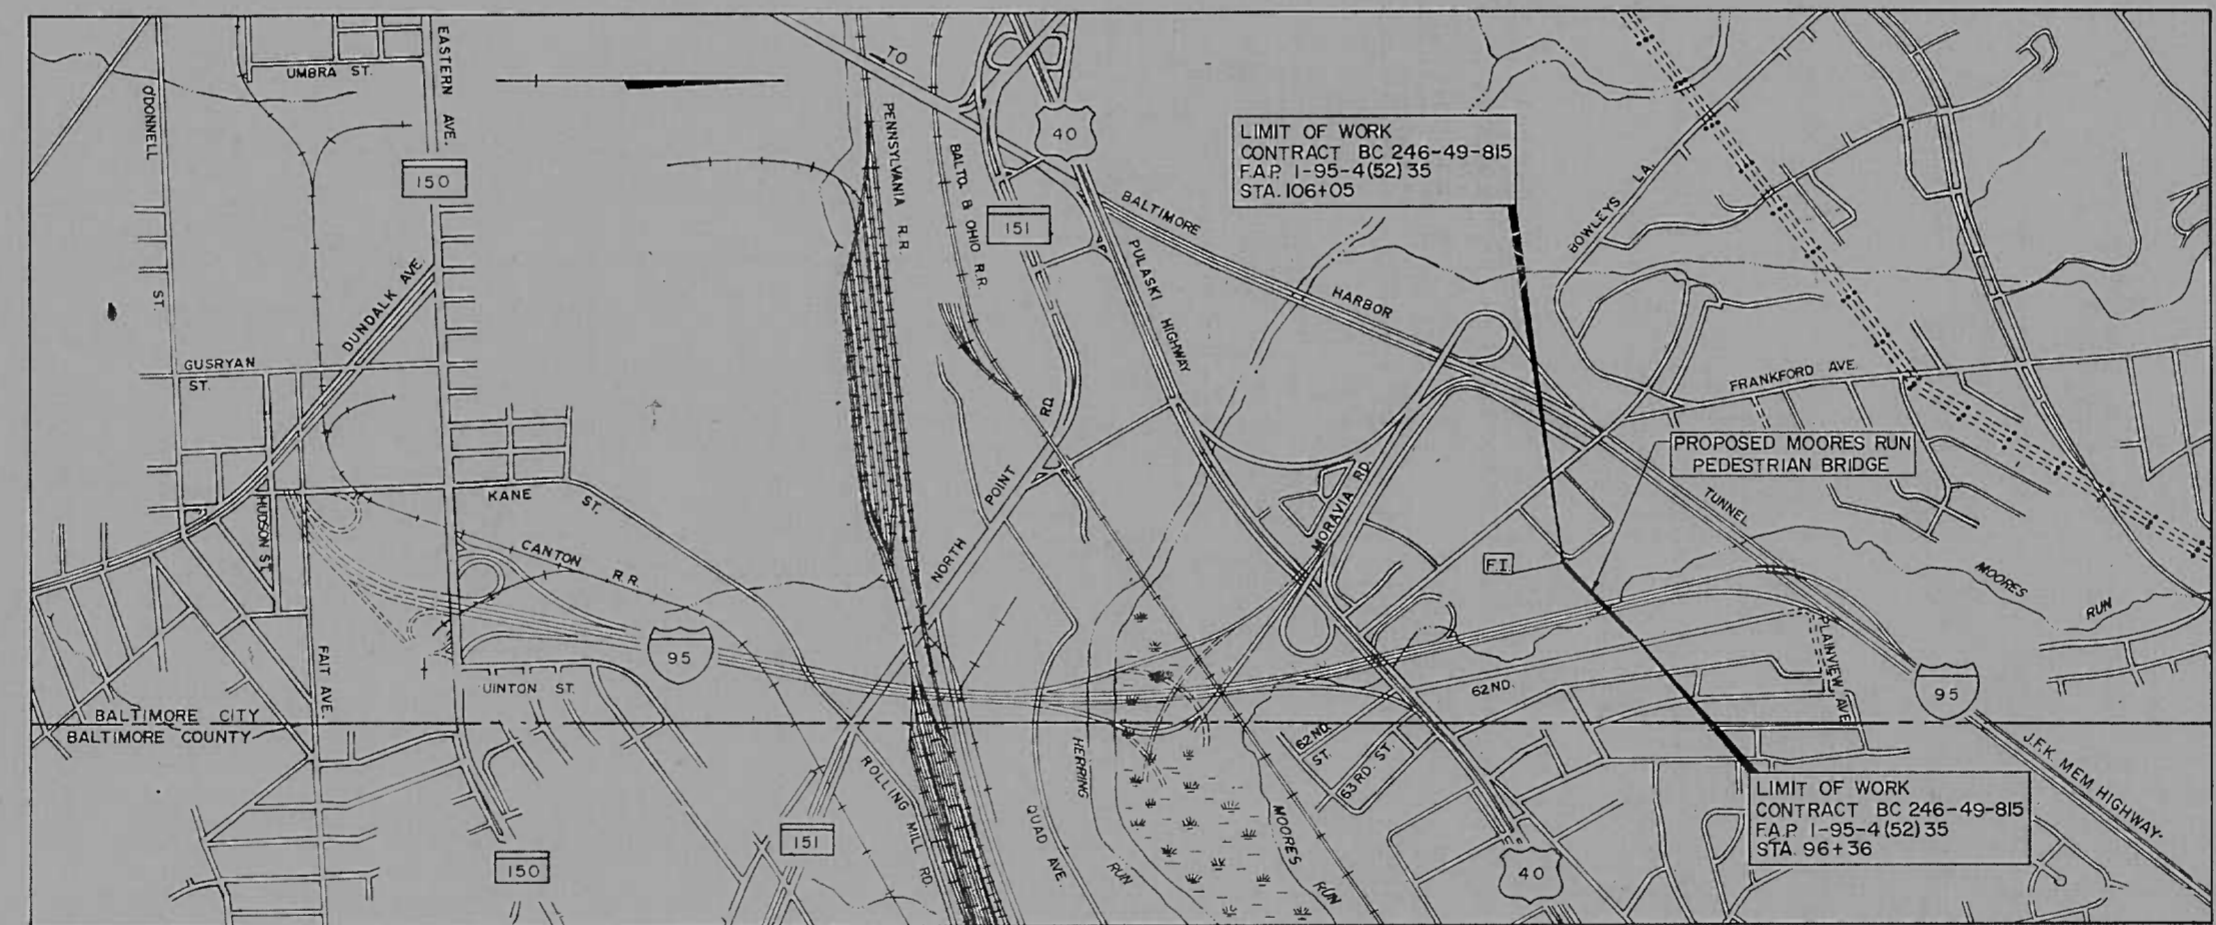 UMBRA ST.
EASTERN AVE.
O'DONNELL ST.
150
TO
PENNSYLVANIA R.R.
BALTO. & OHIO R.R.
40
151
BALTIMORE HARBOR TUNNEL
PULASKI HIGHWAY
LIMIT OF WORK
CONTRACT BC 246-49-815
F.A.P. I-95-4(52)35
STA. 106+05
BOWLEYS LA.
DUNDALK AVE.
GUSRYAN
ST.
FRANKFORD AVE.
PROPOSED MOORES RUN
PEDESTRIAN BRIDGE
KANE ST.
HUDSON ST.
CANTON R.R.
NORTH POINT RD.
MORAVIA RD.
F.I.
MOORES RUN
95
FAIT AVE.
UINTON ST.
62ND.
PLAINVIEW AVE.
95
BALTIMORE CITY
BALTIMORE COUNTY
62ND.
ST.
63RD. ST.
J.F.K. MEM HIGHWAY
ROLLING MILL RD.
HERRING RUN
QUAD AVE.
MOORES RUN
151
150
40
LIMIT OF WORK
CONTRACT BC 246-49-815
F.A.P. I-95-4(52)35
STA. 96+36